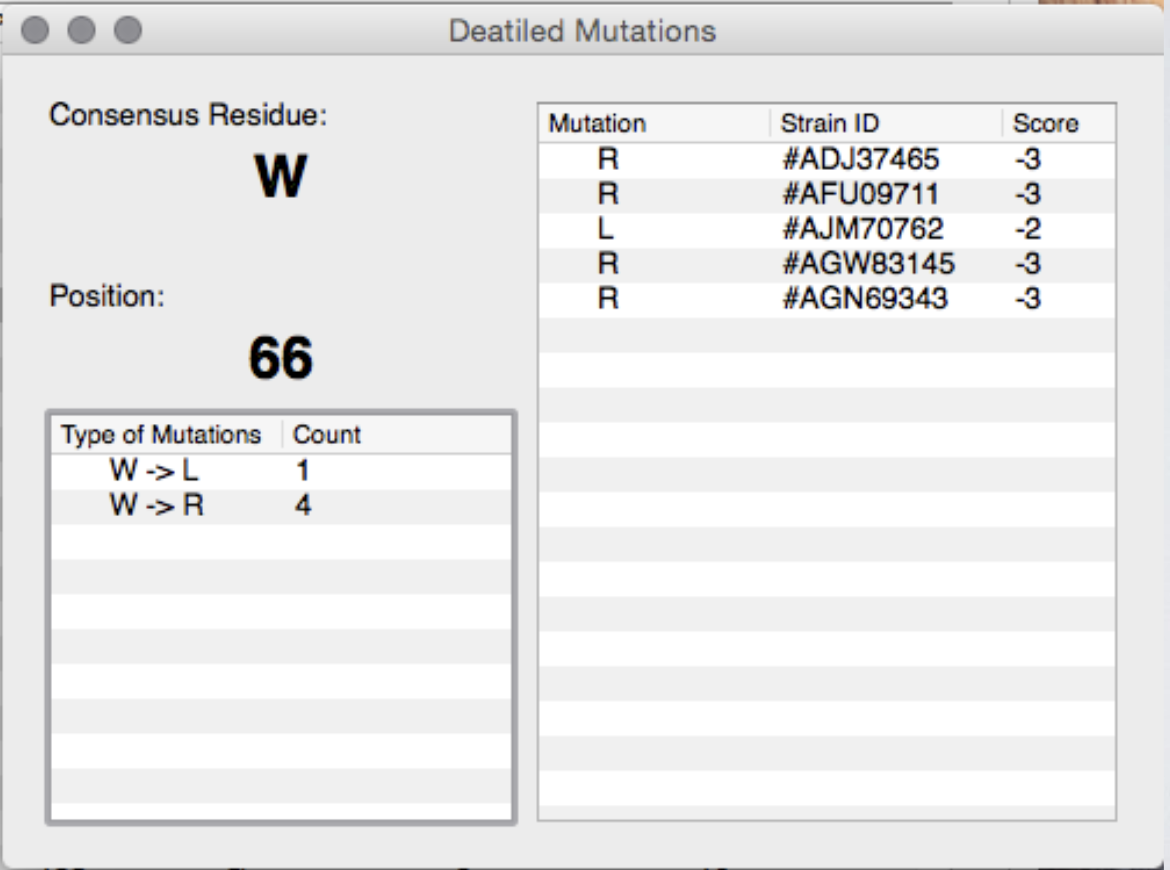 Deatiled Mutations
Consensus Residue:
W
Position:
66
Type of Mutations Count
W -> L 1
W -> R 4
Mutation Strain ID Score
R #ADJ37465 -3
R #AFU09711 -3
L #AJM70762 -2
R #AGW83145 -3
R #AGN69343 -3